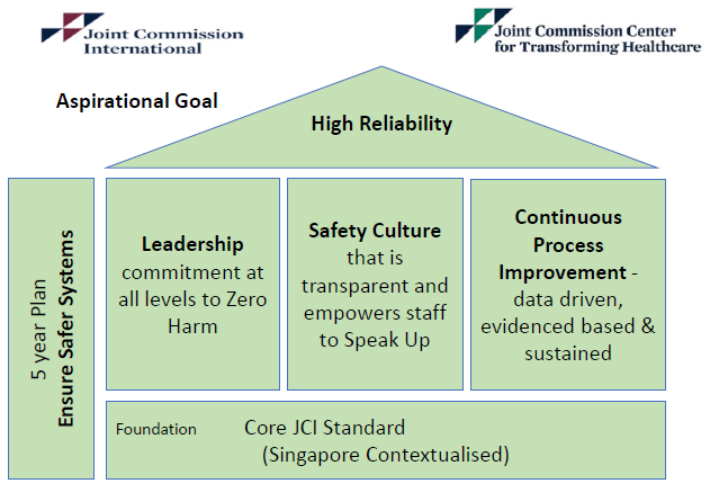 Joint Commission
International
Joint Commission Center
for Transforming Healthcare
Aspirational Goal
High Reliability
5 year Plan
Ensure Safer Systems
Leadership
commitment at
all levels to Zero
Harm
Safety Culture
that is
transparent and
empowers staff
to Speak Up
Continuous
Process
Improvement -
data driven,
evidenced based &
sustained
Foundation Core JCI Standard
(Singapore Contextualised)